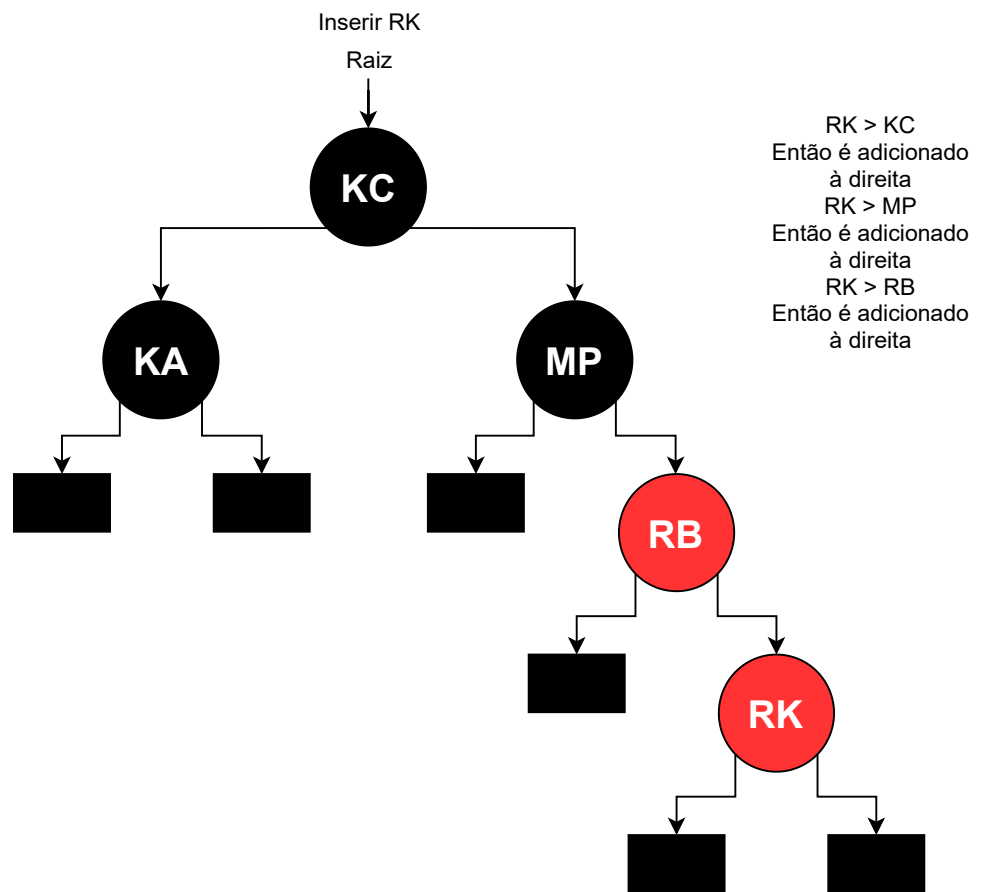 Inserir RK
Raiz
KC
RK > KC
Então é adicionado
à direita
RK > MP
Então é adicionado
à direita
RK > RB
Então é adicionado
à direita
KA
MP
RB
RK